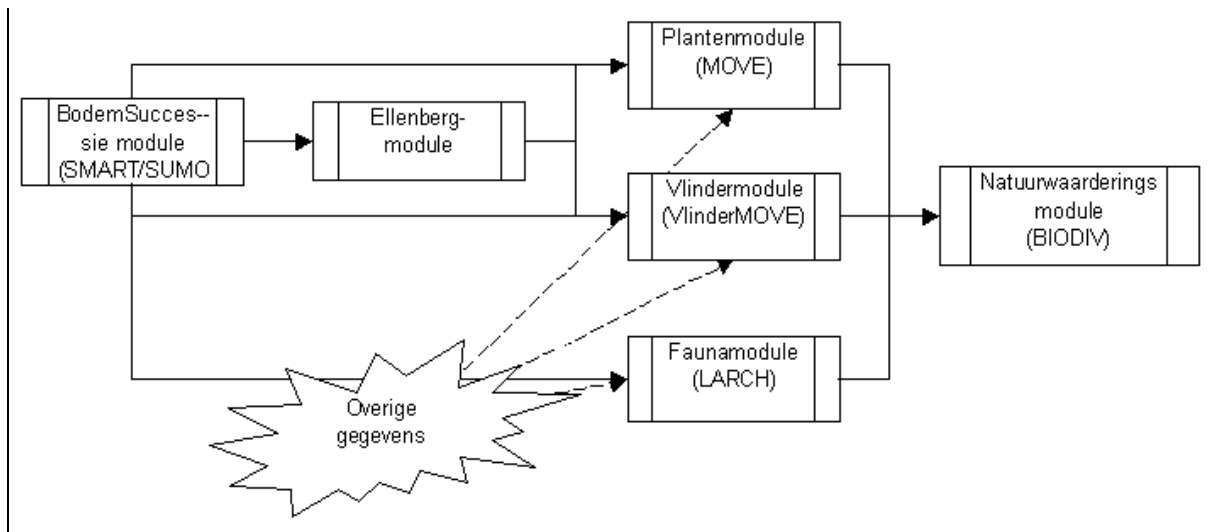 Plantenmodule
(MOVE)
BodemSucces--
sie module
(SMART/SUMO
Ellenberg-
module
Vlindermodule
(VlinderMOVE)
Natuurwaarderings
module
(BIODIV)
Faunamodule
(LARCH)
Overige
gegevens